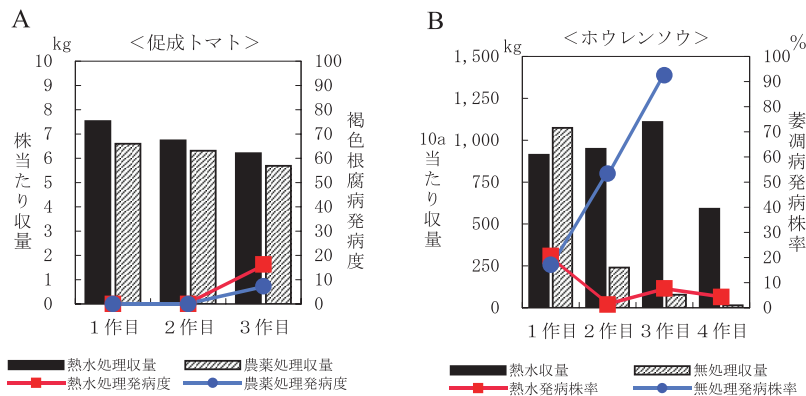 A
<促成トマト>
kg
10
9
8
7
6
5
4
3
2
1
0
株当たり収量
100
90
80
70
60
50
40
30
20
10
0
褐色根腐病発病度
1作目 2作目 3作目
熱水処理収量 農薬処理収量
熱水処理発病度 農薬処理発病度
B
<ホウレンソウ>
kg
1,500
1,250
1,000
750
500
250
0
10a当たり収量
%
100
90
80
70
60
50
40
30
20
10
0
萎凋病発病株率
1作目 2作目 3作目 4作目
熱水収量 無処理収量
熱水発病株率 無処理発病株率